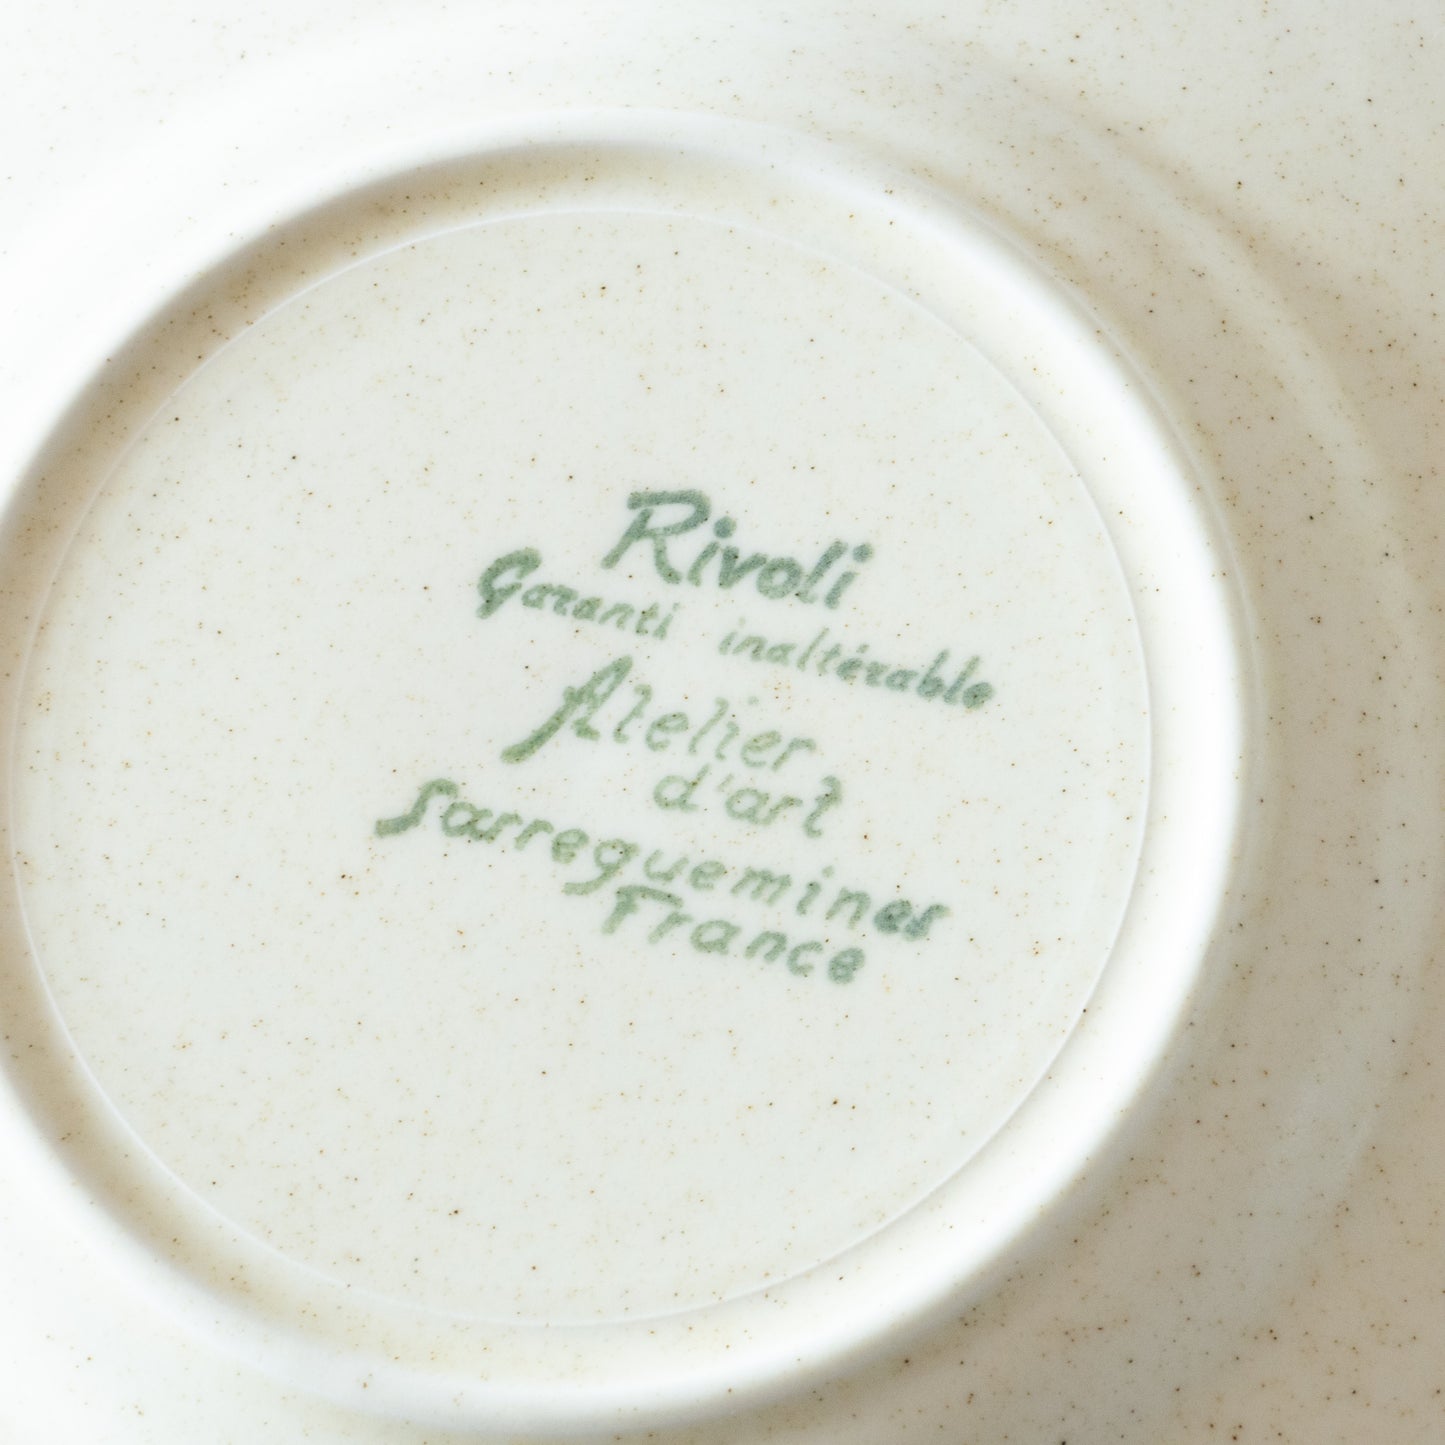 Rivoli
Garanti inaltérable
Atelier
d'art
Sarreguemines
France